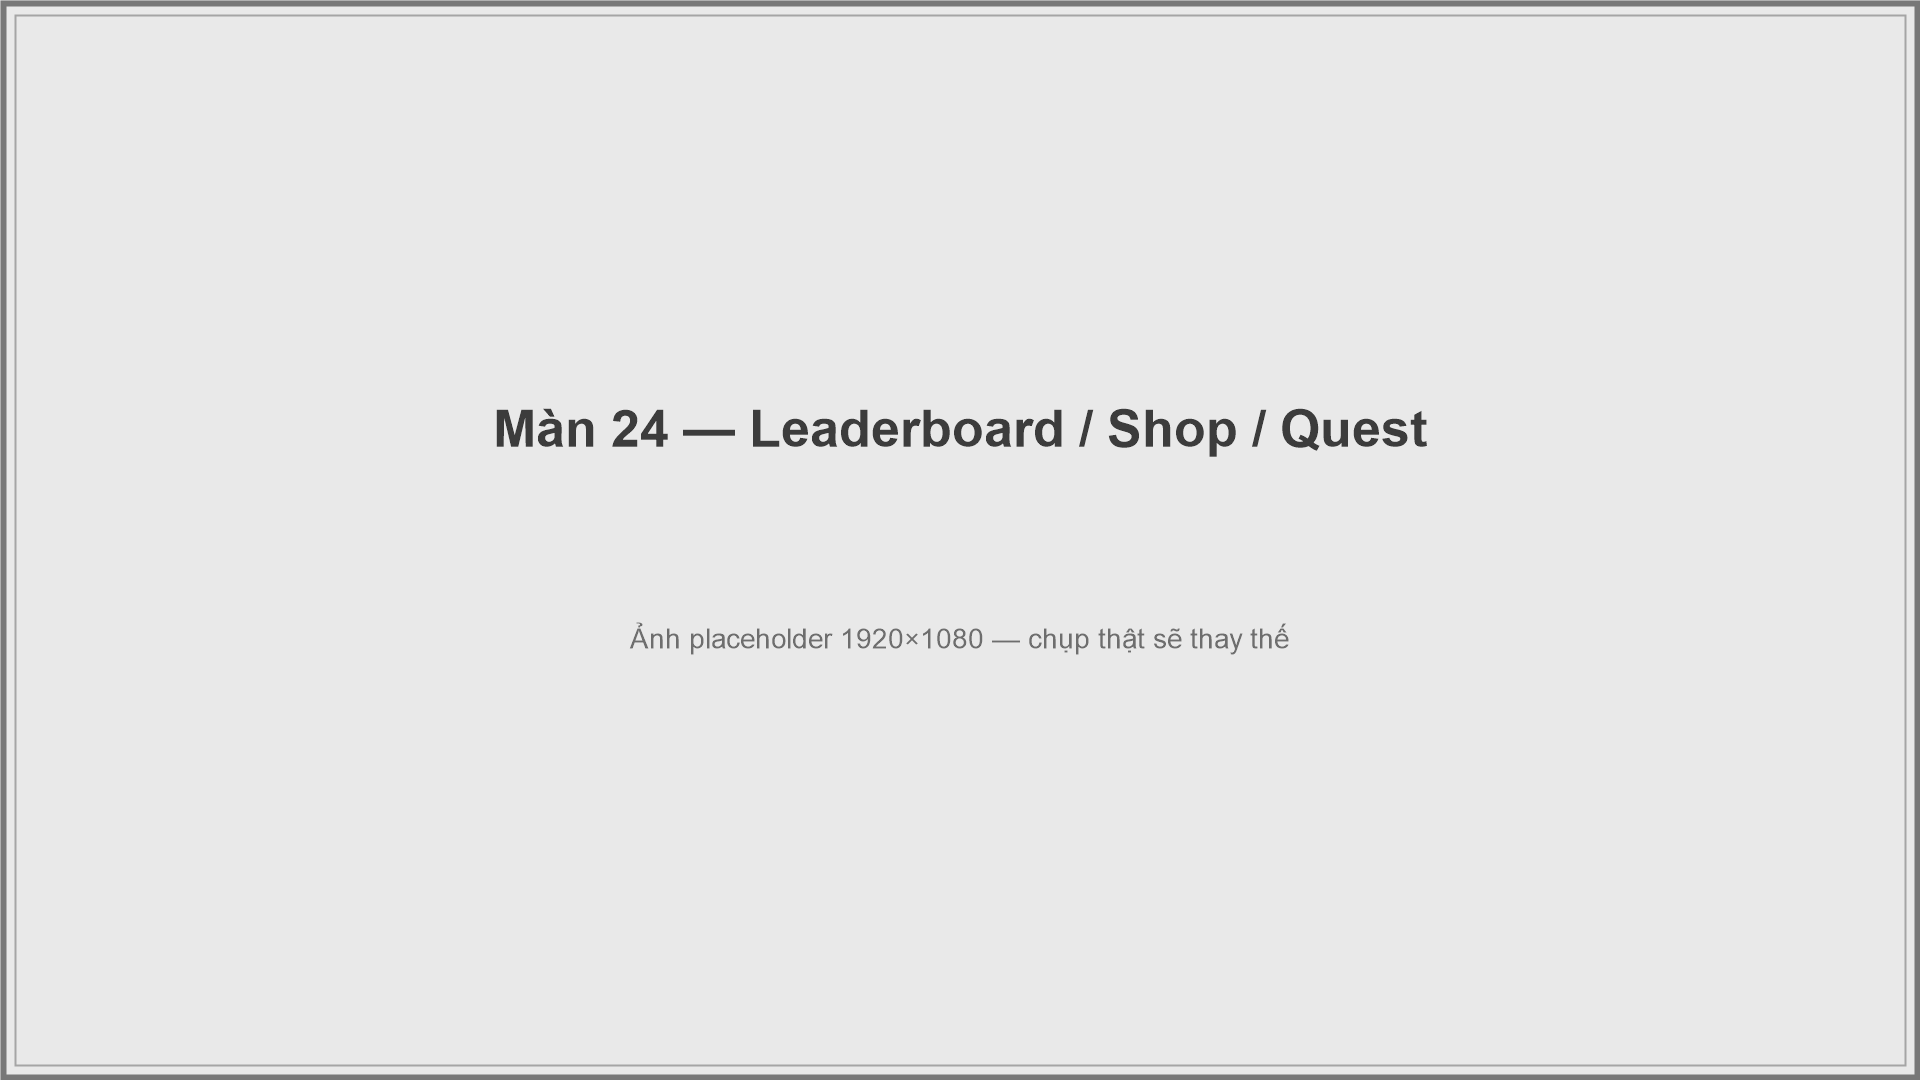 Màn 24 — Leaderboard / Shop / Quest
Ảnh placeholder 1920×1080 — chụp thật sẽ thay thế